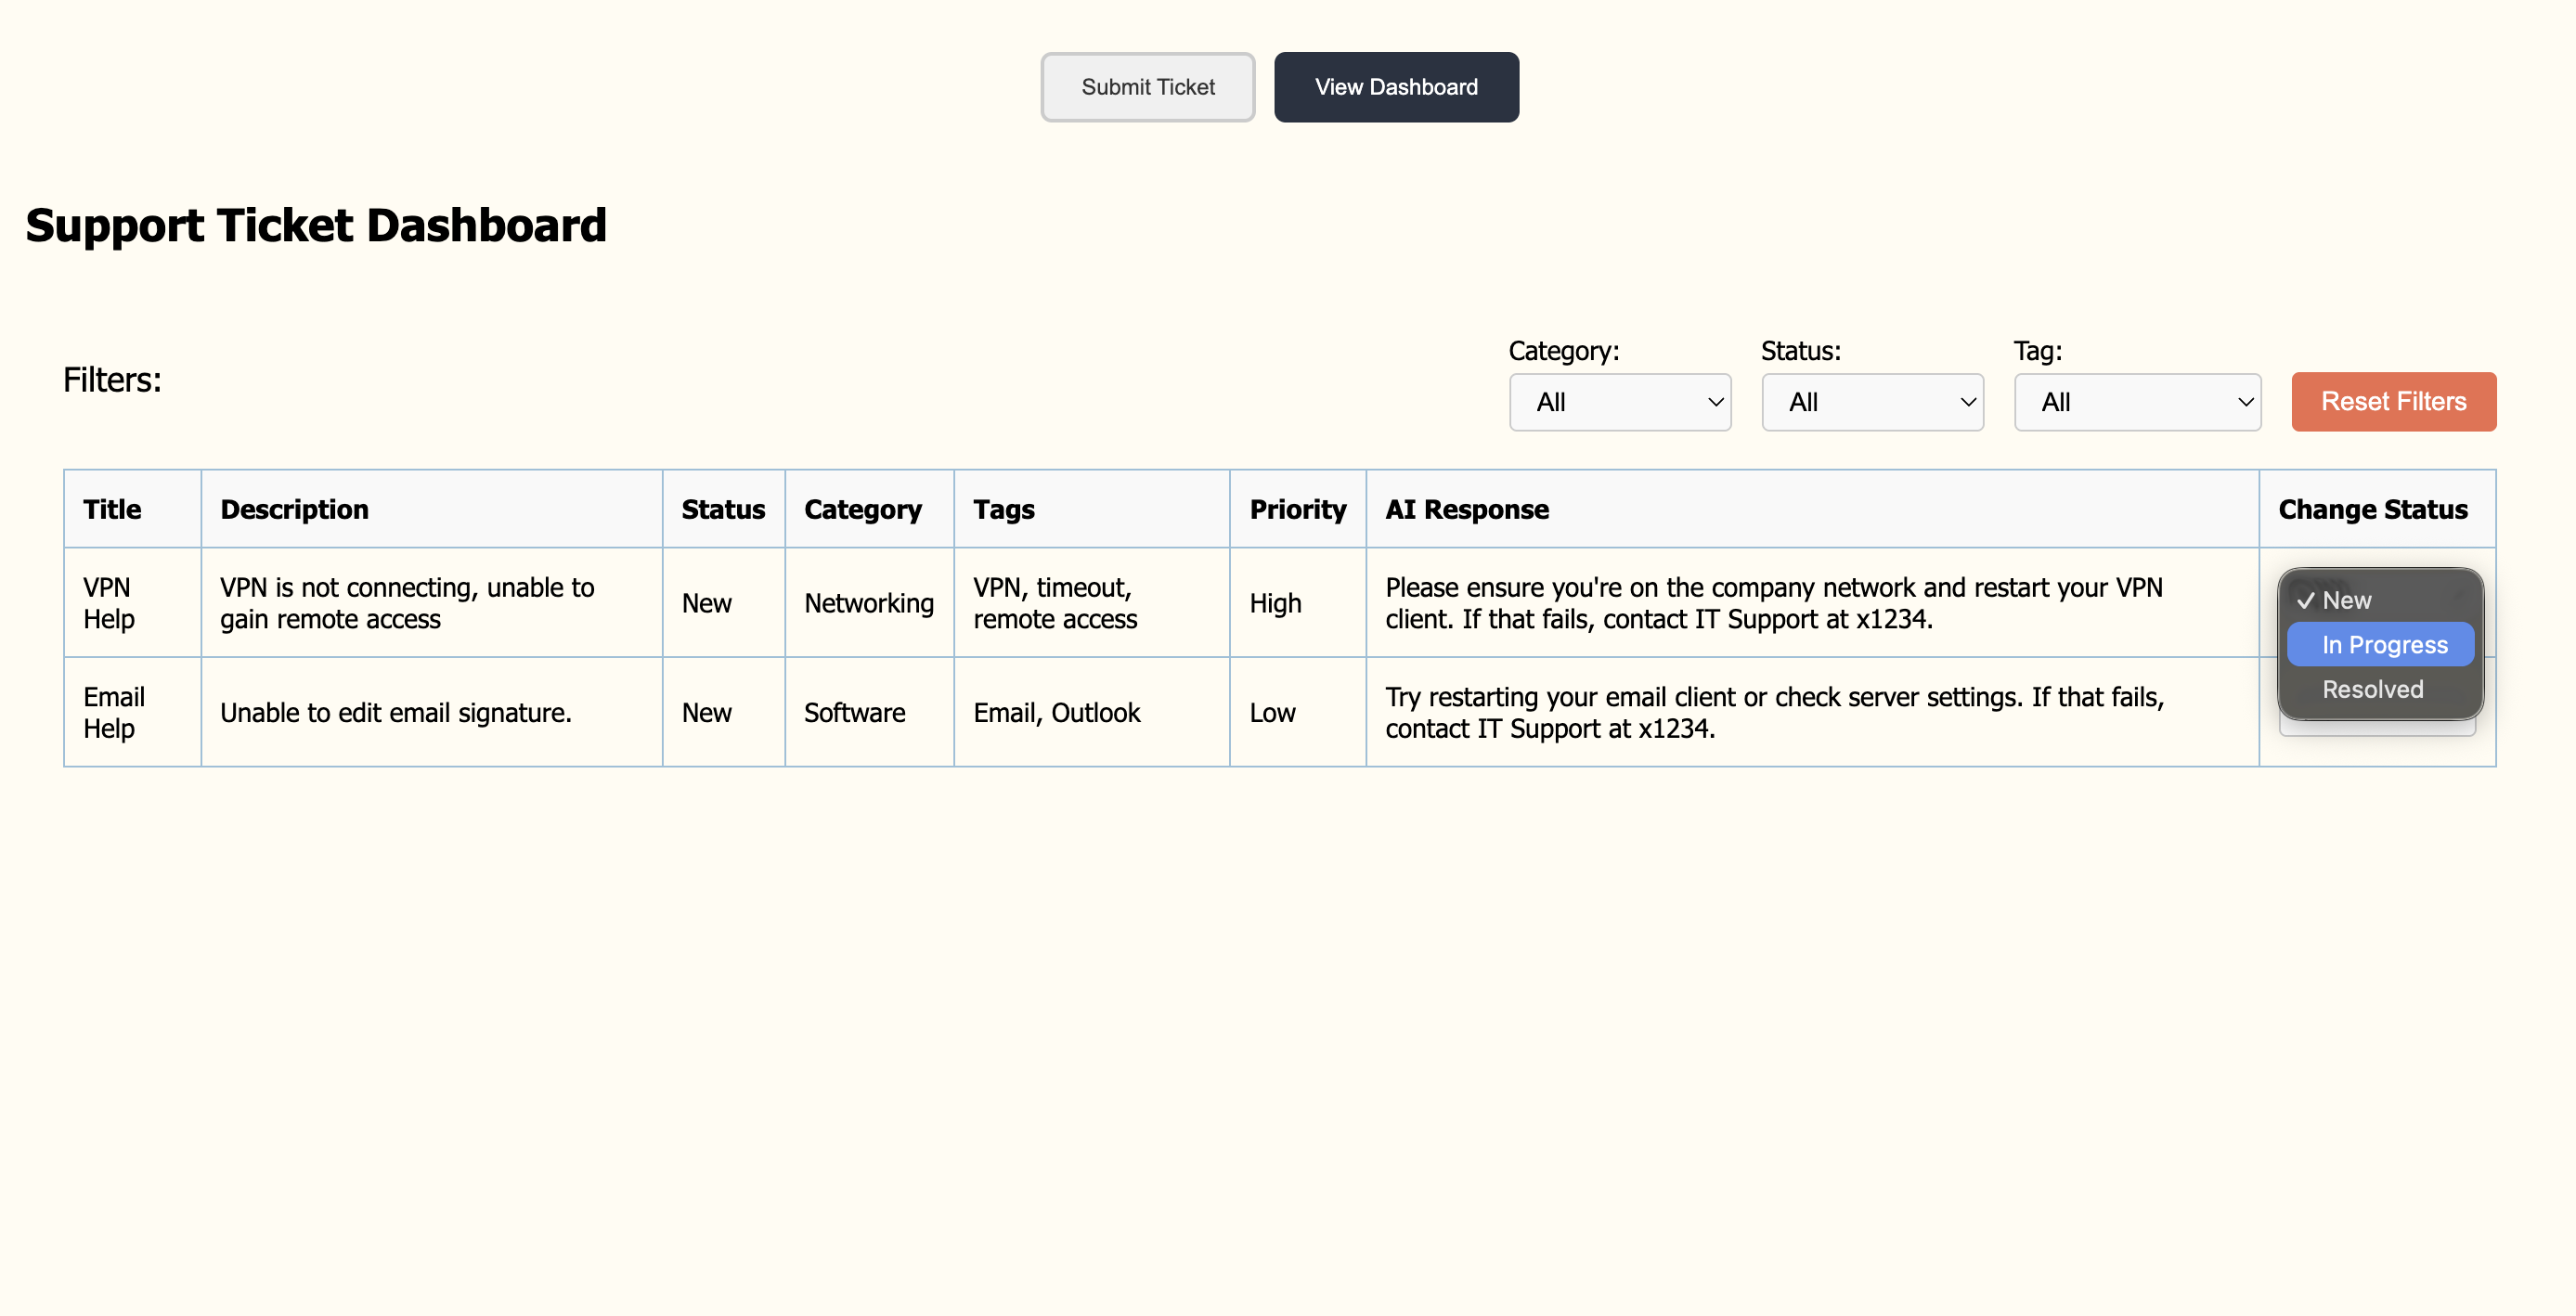 Submit Ticket
View Dashboard
Support Ticket Dashboard
Filters:
Category:
Status:
Tag:
All
All
All
Reset Filters
Title
Description
Status
Category
Tags
Priority
AI Response
Change Status
VPN
Help
VPN is not connecting, unable to
gain remote access
New
Networking
VPN, timeout,
remote access
High
Please ensure you're on the company network and restart your VPN
client. If that fails, contact IT Support at x1234.
✓ New
In Progress
Resolved
Email
Help
Unable to edit email signature.
New
Software
Email, Outlook
Low
Try restarting your email client or check server settings. If that fails,
contact IT Support at x1234.